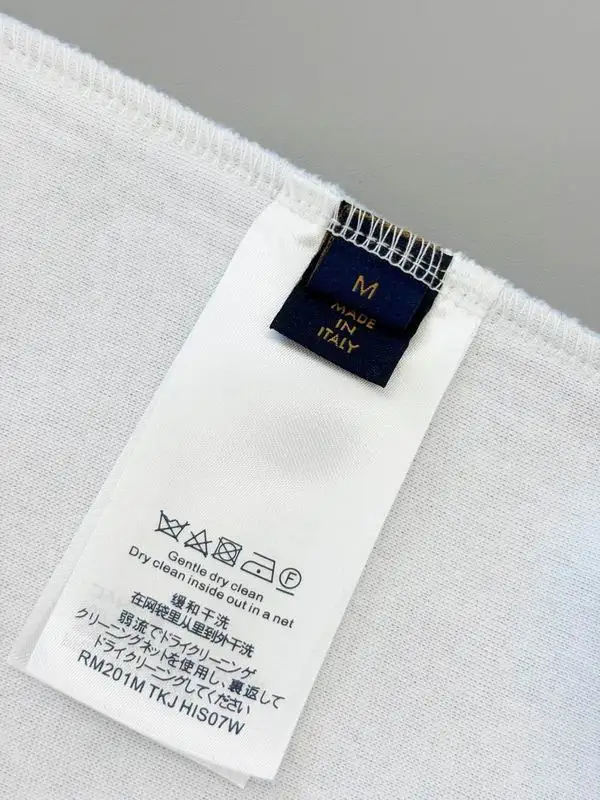 M
MADE
IN
ITALY
Gentle dry clean
Dry clean inside out in a net
缓和干洗
在网袋里从里到外干洗
弱流でドライクリーニング
クリーニングネットを使用し、裏返して
ドライクリーニングしてください
RM201M TKJ HIS07W